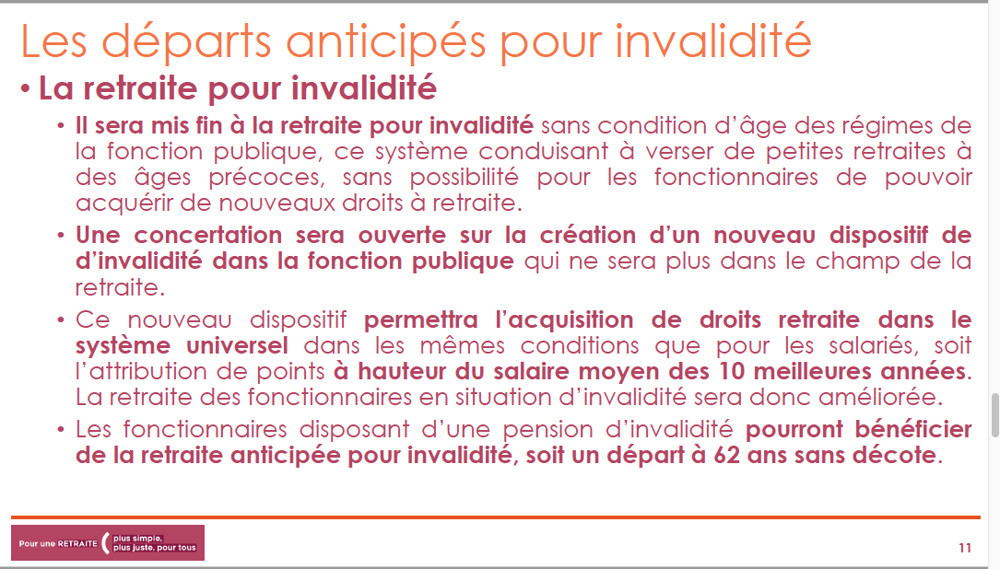 Les départs anticipés pour invalidité
• La retraite pour invalidité
• Il sera mis fin à la retraite pour invalidité sans condition d'âge des régimes de
la fonction publique, ce système conduisant à verser de petites retraites à
des âges précoces, sans possibilité pour les fonctionnaires de pouvoir
acquérir de nouveaux droits à retraite.
• Une concertation sera ouverte sur la création d'un nouveau dispositif de
d'invalidité dans la fonction publique qui ne sera plus dans le champ de la
retraite.
• Ce nouveau dispositif permettra l'acquisition de droits retraite dans le
système universel dans les mêmes conditions que pour les salariés, soit
l'attribution de points à hauteur du salaire moyen des 10 meilleures années.
La retraite des fonctionnaires en situation d'invalidité sera donc améliorée.
• Les fonctionnaires disposant d'une pension d'invalidité pourront bénéficier
de la retraite anticipée pour invalidité, soit un départ à 62 ans sans décote.
Pour une RETRAITE
plus simple,
plus juste, pour tous
11